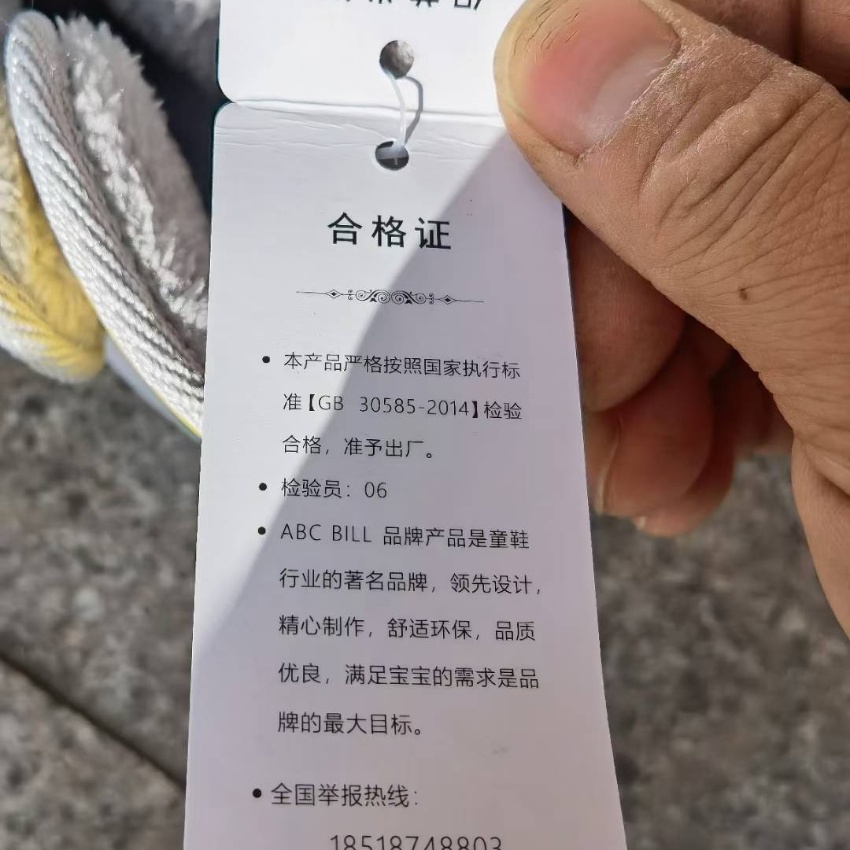 合格证
• 本产品严格按照国家执行标
准【GB 30585-2014】检验
合格，准予出厂。
• 检验员：06
• ABC BILL 品牌产品是童鞋
行业的著名品牌，领先设计，
精心制作，舒适环保，品质
优良，满足宝宝的需求是品
牌的最大目标。
• 全国举报热线：
18518748803